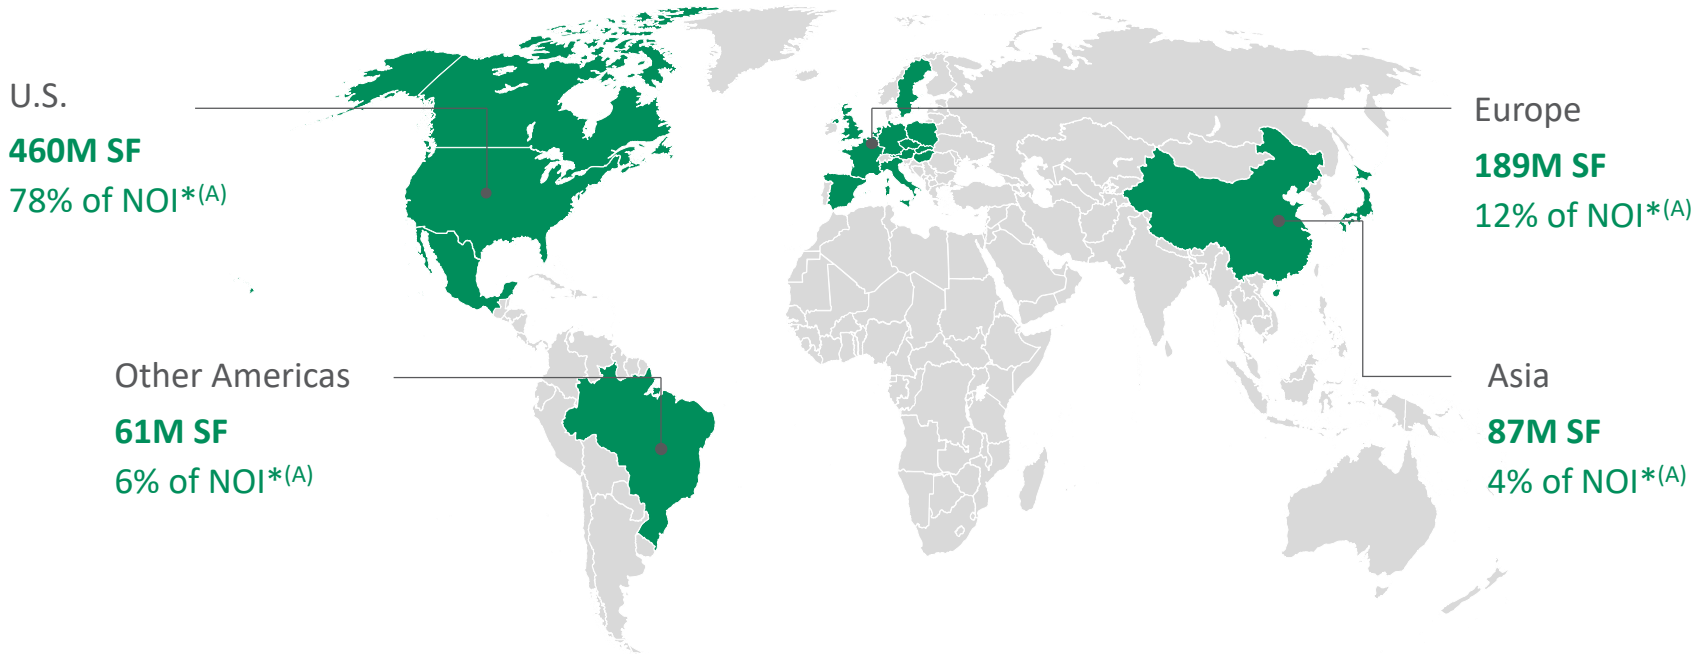 U.S.
460M SF
78% of NOI*(A)
Europe
189M SF
12% of NOI*(A)
Other Americas
61M SF
6% of NOI*(A)
Asia
87M SF
4% of NOI*(A)